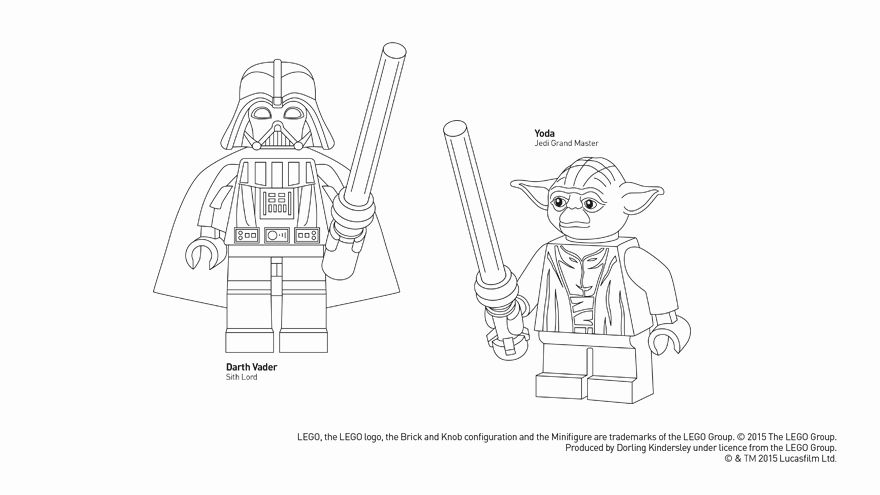 Yoda
Jedi Grand Master
Darth Vader
Sith Lord
LEGO, the LEGO logo, the Brick and Knob configuration and the Minifigure are trademarks of the LEGO Group. © 2015 The LEGO Group.
Produced by Dorling Kindersley under licence from the LEGO Group.
© & TM 2015 Lucasfilm Ltd.